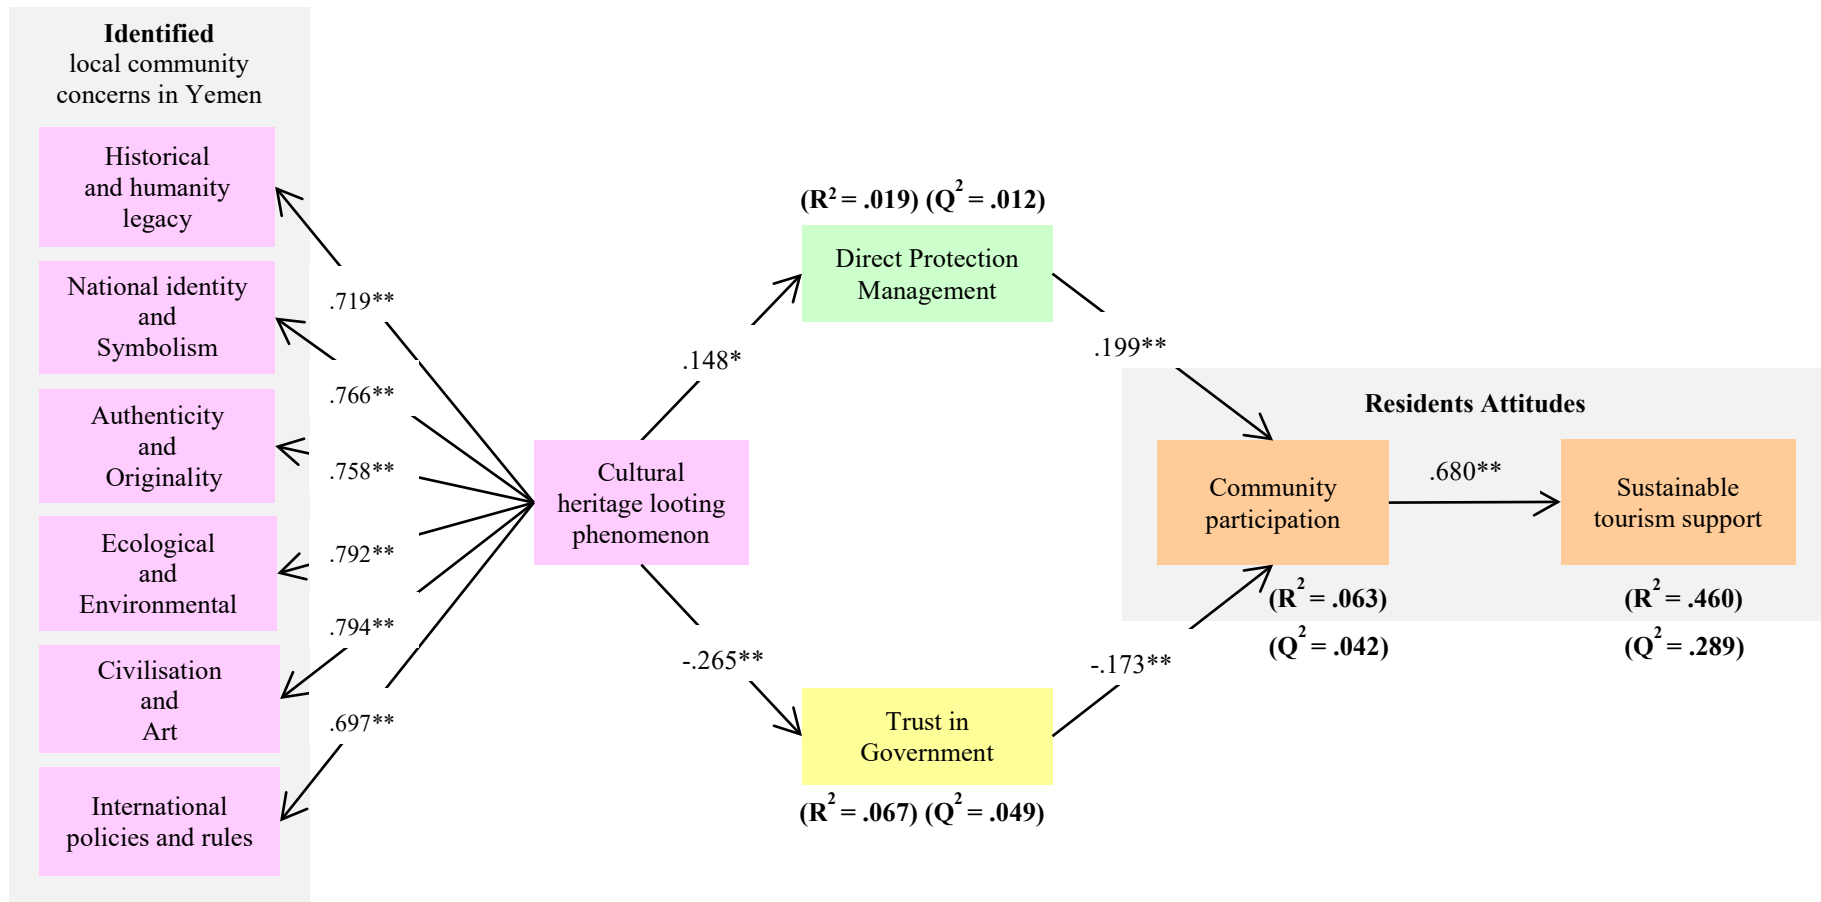 Identified
local community
concerns in Yemen
Historical
and humanity
legacy
National identity
and
Symbolism
Authenticity
and
Originality
Ecological
and
Environmental
Civilisation
and
Art
International
policies and rules
.719**
.766**
.758**
.792**
.794**
.697**
Cultural
heritage looting
phenomenon
.148*
-.265**
(R² = .019) (Q² = .012)
Direct Protection
Management
Trust in
Government
(R² = .067) (Q² = .049)
.199**
-.173**
Residents Attitudes
Community
participation
(R² = .063)
(Q² = .042)
.680**
Sustainable
tourism support
(R² = .460)
(Q² = .289)